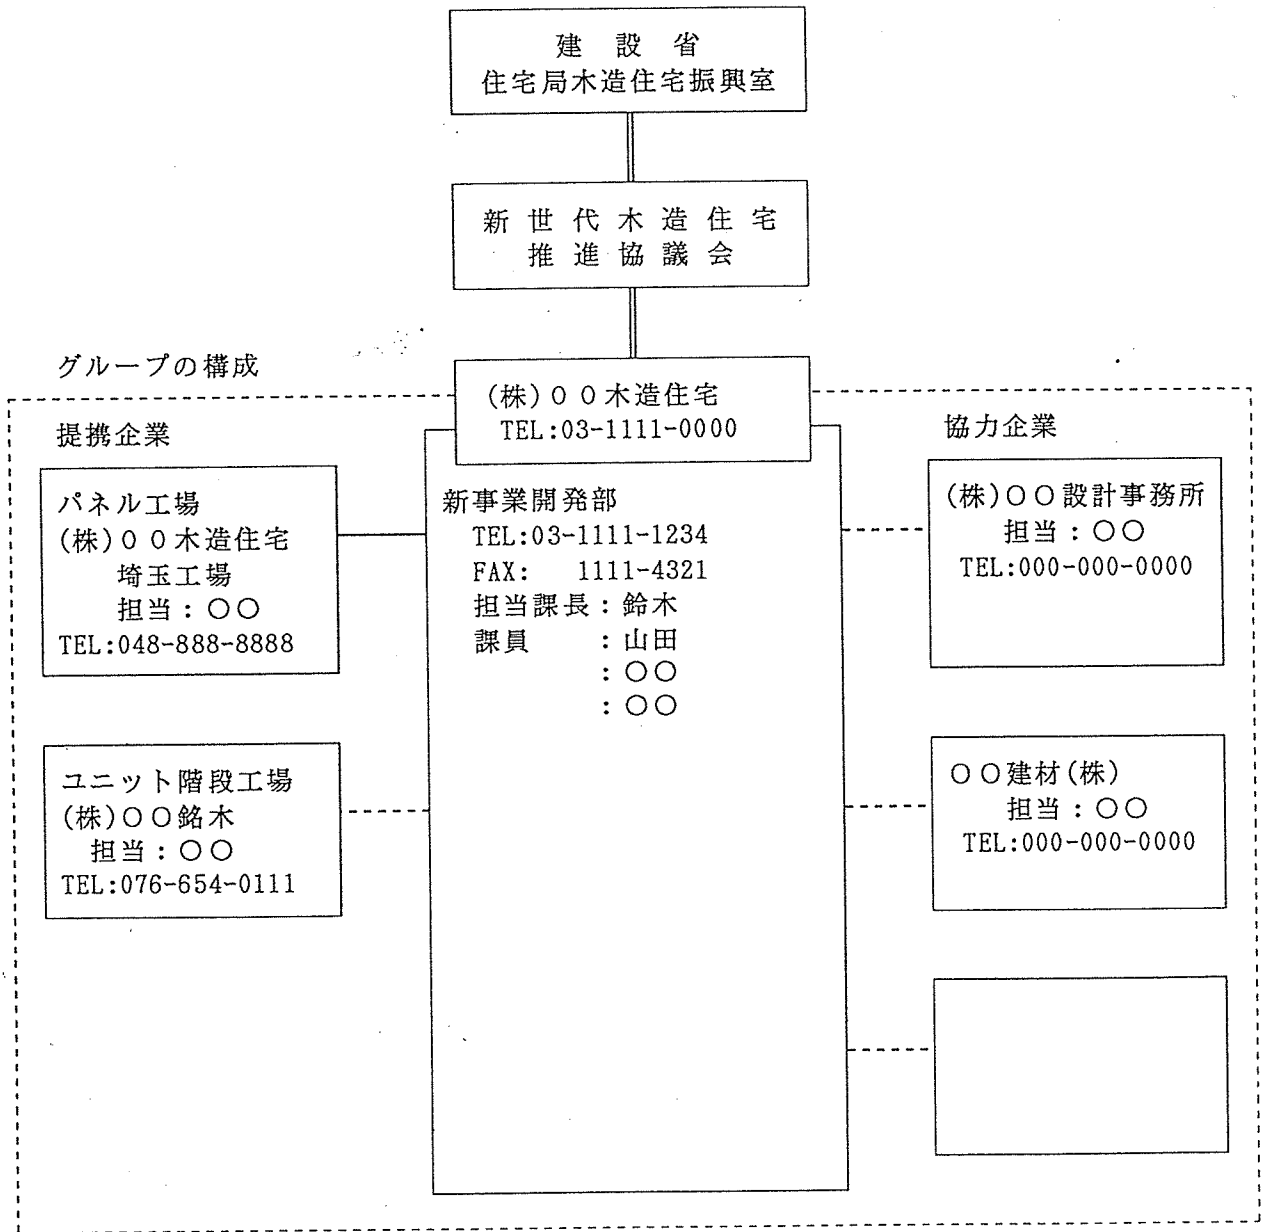 建設省
住宅局木造住宅振興室
新世代木造住宅
推進協議会
グループの構成
(株)００木造住宅
TEL:03-1111-0000
提携企業
パネル工場
(株)００木造住宅
埼玉工場
担当：○○
TEL:048-888-8888
ユニット階段工場
(株)○○銘木
担当：○○
TEL:076-654-0111
新事業開発部
TEL:03-1111-1234
FAX: 1111-4321
担当課長：鈴木
課員 ：山田
：○○
：○○
協力企業
(株)○○設計事務所
担当：○○
TEL:000-000-0000
○○建材(株)
担当：○○
TEL:000-000-0000